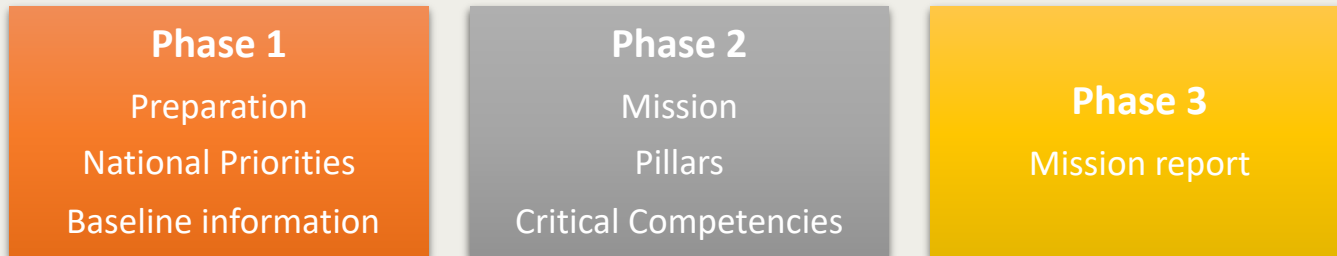 Phase 1
Preparation
National Priorities
Baseline information
Phase 2
Mission
Pillars
Critical Competencies
Phase 3
Mission report